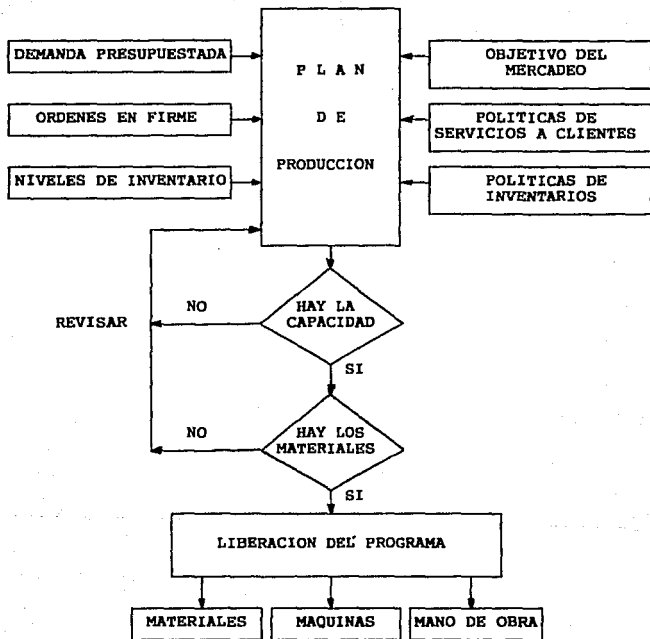 DEMANDA PRESUPUESTADA
ORDENES EN FIRME
NIVELES DE INVENTARIO
P L A N
D E
PRODUCCION
OBJETIVO DEL
MERCADEO
POLITICAS DE
SERVICIOS A CLIENTES
POLITICAS DE
INVENTARIOS
REVISAR
NO
HAY LA
CAPACIDAD
SI
NO
HAY LOS
MATERIALES
SI
LIBERACION DEL PROGRAMA
MATERIALES
MAQUINAS
MANO DE OBRA